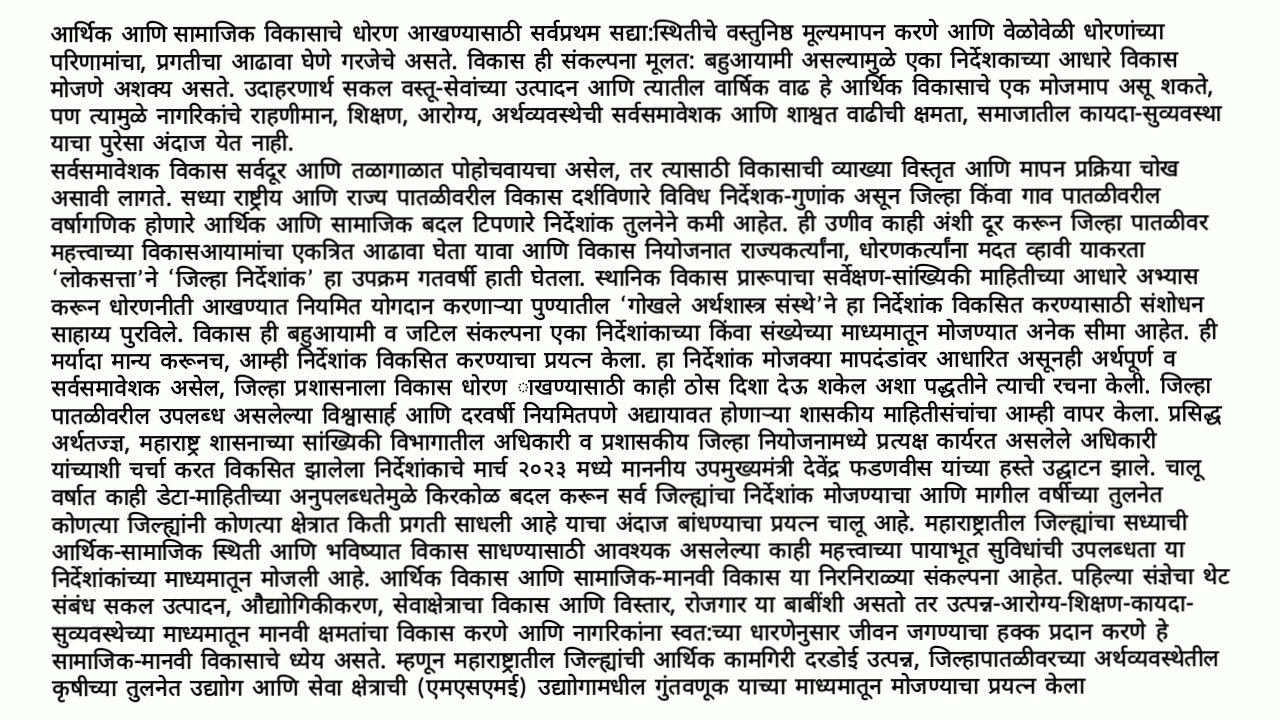 आर्थिक आणि सामाजिक विकासाचे धोरण आखण्यासाठी सर्वप्रथम सद्या:स्थितीचे वस्तुनिष्ठ मूल्यमापन करणे आणि वेळोवेळी धोरणांच्या
परिणामांचा, प्रगतीचा आढावा घेणे गरजेचे असते. विकास ही संकल्पना मूलत: बहुआयामी असल्यामुळे एका निर्देशकाच्या आधारे विकास
मोजणे अशक्य असते. उदाहरणार्थ सकल वस्तू-सेवांच्या उत्पादन आणि त्यातील वार्षिक वाढ हे आर्थिक विकासाचे एक मोजमाप असू शकते,
पण त्यामुळे नागरिकांचे राहणीमान, शिक्षण, आरोग्य, अर्थव्यवस्थेची सर्वसमावेशक आणि शाश्वत वाढीची क्षमता, समाजातील कायदा-सुव्यवस्था
याचा पुरेसा अंदाज येत नाही.
सर्वसमावेशक विकास सर्वदूर आणि तळागाळात पोहोचवायचा असेल, तर त्यासाठी विकासाची व्याख्या विस्तृत आणि मापन प्रक्रिया चोख
असावी लागते. सध्या राष्ट्रीय आणि राज्य पातळीवरील विकास दर्शविणारे विविध निर्देशक-गुणांक असून जिल्हा किंवा गाव पातळीवरील
वर्षागणिक होणारे आर्थिक आणि सामाजिक बदल टिपणारे निर्देशांक तुलनेने कमी आहेत. ही उणीव काही अंशी दूर करून जिल्हा पातळीवर
महत्त्वाच्या विकासआयामांचा एकत्रित आढावा घेता यावा आणि विकास नियोजनात राज्यकर्त्यांना, धोरणकर्त्यांना मदत व्हावी याकरता
‘लोकसत्ता’ने ‘जिल्हा निर्देशांक’ हा उपक्रम गतवर्षी हाती घेतला. स्थानिक विकास प्रारूपाचा सर्वेक्षण-सांख्यिकी माहितीच्या आधारे अभ्यास
करून धोरणनीती आखण्यात नियमित योगदान करणाऱ्या पुण्यातील ‘गोखले अर्थशास्त्र संस्थे’ने हा निर्देशांक विकसित करण्यासाठी संशोधन
साहाय्य पुरविले. विकास ही बहुआयामी व जटिल संकल्पना एका निर्देशांकाच्या किंवा संख्येच्या माध्यमातून मोजण्यात अनेक सीमा आहेत. ही
मर्यादा मान्य करूनच, आम्ही निर्देशांक विकसित करण्याचा प्रयत्न केला. हा निर्देशांक मोजक्या मापदंडांवर आधारित असूनही अर्थपूर्ण व
सर्वसमावेशक असेल, जिल्हा प्रशासनाला विकास धोरण ाखण्यासाठी काही ठोस दिशा देऊ शकेल अशा पद्धतीने त्याची रचना केली. जिल्हा
पातळीवरील उपलब्ध असलेल्या विश्वासार्ह आणि दरवर्षी नियमितपणे अद्यायावत होणाऱ्या शासकीय माहितीसंचांचा आम्ही वापर केला. प्रसिद्ध
अर्थतज्ज्ञ, महाराष्ट्र शासनाच्या सांख्यिकी विभागातील अधिकारी व प्रशासकीय जिल्हा नियोजनामध्ये प्रत्यक्ष कार्यरत असलेले अधिकारी
यांच्याशी चर्चा करत विकसित झालेला निर्देशांकाचे मार्च २०२३ मध्ये माननीय उपमुख्यमंत्री देवेंद्र फडणवीस यांच्या हस्ते उद्घाटन झाले. चालू
वर्षात काही डेटा-माहितीच्या अनुपलब्धतेमुळे किरकोळ बदल करून सर्व जिल्ह्यांचा निर्देशांक मोजण्याचा आणि मागील वर्षीच्या तुलनेत
कोणत्या जिल्ह्यांनी कोणत्या क्षेत्रात किती प्रगती साधली आहे याचा अंदाज बांधण्याचा प्रयत्न चालू आहे. महाराष्ट्रातील जिल्ह्यांचा सध्याची
आर्थिक-सामाजिक स्थिती आणि भविष्यात विकास साधण्यासाठी आवश्यक असलेल्या काही महत्त्वाच्या पायाभूत सुविधांची उपलब्धता या
निर्देशांकांच्या माध्यमातून मोजली आहे. आर्थिक विकास आणि सामाजिक-मानवी विकास या निरनिराळ्या संकल्पना आहेत. पहिल्या संज्ञेचा थेट
संबंध सकल उत्पादन, औद्याोगिकीकरण, सेवाक्षेत्राचा विकास आणि विस्तार, रोजगार या बाबींशी असतो तर उत्पन्न-आरोग्य-शिक्षण-कायदा-
सुव्यवस्थेच्या माध्यमातून मानवी क्षमतांचा विकास करणे आणि नागरिकांना स्वत:च्या धारणेनुसार जीवन जगण्याचा हक्क प्रदान करणे हे
सामाजिक-मानवी विकासाचे ध्येय असते. म्हणून महाराष्ट्रातील जिल्ह्यांची आर्थिक कामगिरी दरडोई उत्पन्न, जिल्हापातळीवरच्या अर्थव्यवस्थेतील
कृषीच्या तुलनेत उद्याोग आणि सेवा क्षेत्राची (एमएसएमई) उद्याोगामधील गुंतवणूक याच्या माध्यमातून मोजण्याचा प्रयत्न केला